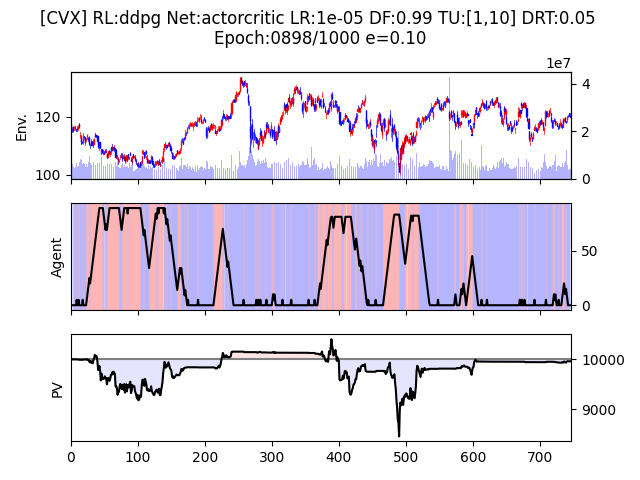 [CVX] RL:ddpg Net:actorcritic LR:1e-05 DF:0.99 TU:[1,10] DRT:0.05
Epoch:0898/1000 e=0.10
1e7
Env.
120
100
4
2
0
Agent
50
0
PV
10000
9000
0 100 200 300 400 500 600 700